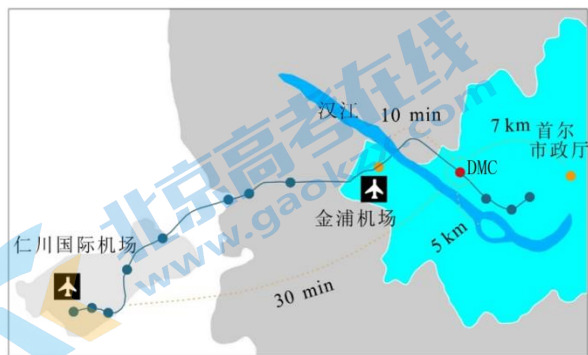 北京高考在线
www.gaokzx.com
汉江
10 min
7 km
首尔
市政厅
DMC
金浦机场
5 km
仁川国际机场
30 min